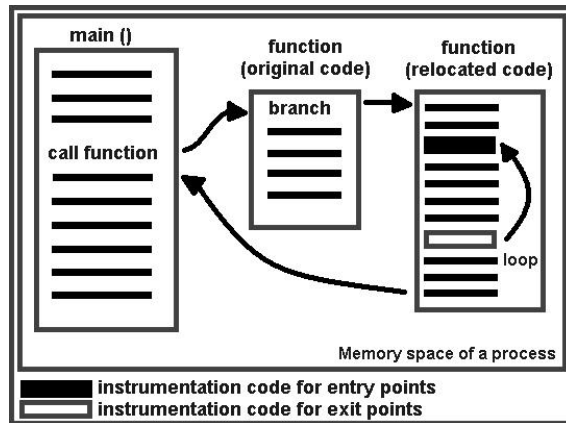 main ()
function
(original code)
function
(relocated code)
branch
call function
loop
Memory space of a process
instrumentation code for entry points
instrumentation code for exit points